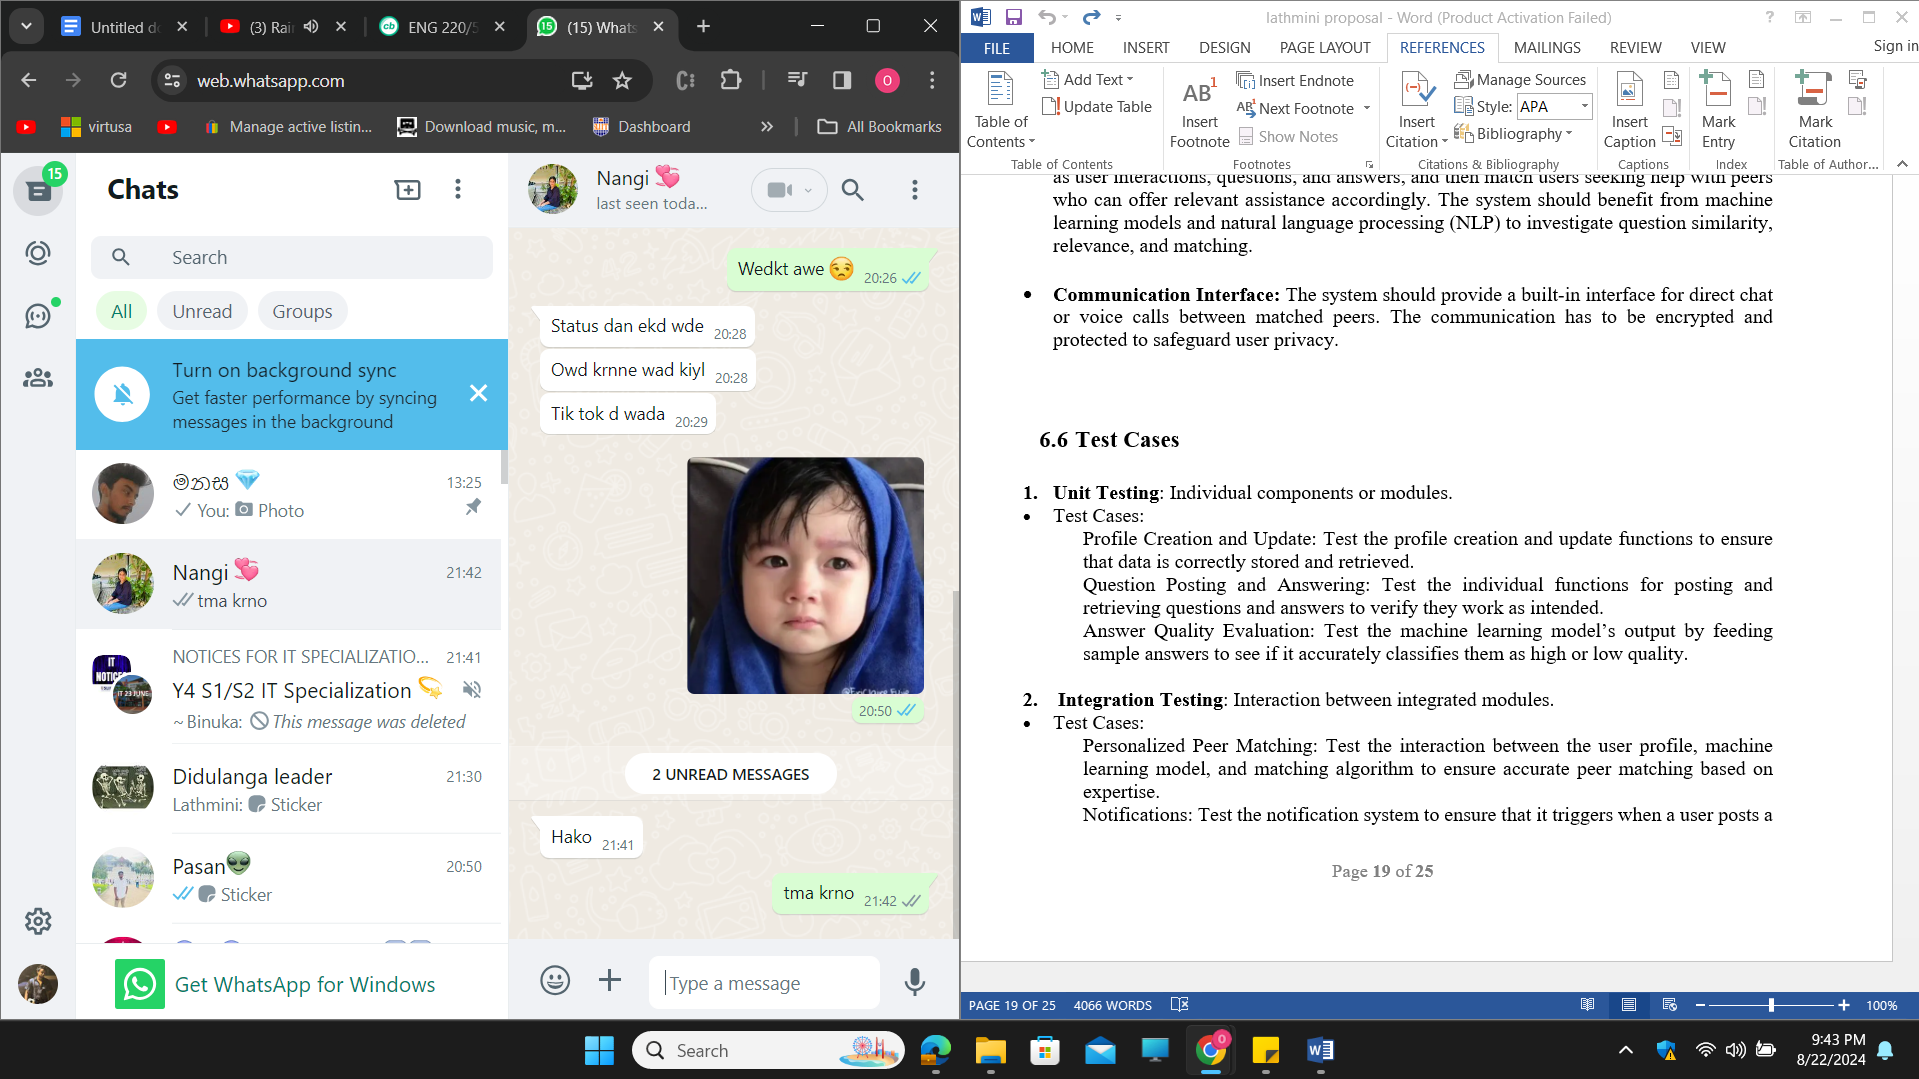 Untitled d
(3) Rai
ENG 220/5
(15) Whats
web.whatsapp.com
O
virtusa
Manage active listin...
Download music, m...
Dashboard
All Bookmarks
15
Chats
Search
All
Unread
Groups
Turn on background sync
Get faster performance by syncing
messages in the background
මනස 💎
13:25
You: Photo
Nangi 💞
21:42
tma krno
NOTICES FOR IT SPECIALIZATIO...
21:41
Y4 S1/S2 IT Specialization 💫
~ Binuka: This message was deleted
Didulanga leader
21:30
Lathmini: Sticker
Pasan👽
20:50
Sticker
Get WhatsApp for Windows
Nangi 💞
last seen toda...
Wedkt awe 😒 20:26
Status dan ekd wde 20:28
Owd krnne wad kiyl 20:28
Tik tok d wada 20:29
20:50
2 UNREAD MESSAGES
Hako 21:41
tma krno 21:42
Type a message
lathmini proposal - Word (Product Activation Failed)
FILE
HOME
INSERT
DESIGN
PAGE LAYOUT
REFERENCES
MAILINGS
REVIEW
VIEW
Sign in
Table of
Contents
Add Text
Update Table
Table of Contents
AB¹
Insert
Footnote
Insert Endnote
Next Footnote
Show Notes
Footnotes
Insert
Citation
Manage Sources
Style: APA
Bibliography
Citations & Bibliography
Insert
Caption
Captions
Mark
Entry
Index
Mark
Citation
Table of Author...
as user interactions, questions, and answers, and then match users seeking help with peers
who can offer relevant assistance accordingly. The system should benefit from machine
learning models and natural language processing (NLP) to investigate question similarity,
relevance, and matching.
• Communication Interface: The system should provide a built-in interface for direct chat
or voice calls between matched peers. The communication has to be encrypted and
protected to safeguard user privacy.
6.6 Test Cases
1. Unit Testing: Individual components or modules.
• Test Cases:
Profile Creation and Update: Test the profile creation and update functions to ensure
that data is correctly stored and retrieved.
Question Posting and Answering: Test the individual functions for posting and
retrieving questions and answers to verify they work as intended.
Answer Quality Evaluation: Test the machine learning model’s output by feeding
sample answers to see if it accurately classifies them as high or low quality.
2. Integration Testing: Interaction between integrated modules.
• Test Cases:
Personalized Peer Matching: Test the interaction between the user profile, machine
learning model, and matching algorithm to ensure accurate peer matching based on
expertise.
Notifications: Test the notification system to ensure that it triggers when a user posts a
Page 19 of 25
PAGE 19 OF 25
4066 WORDS
100%
Search
9:43 PM
8/22/2024